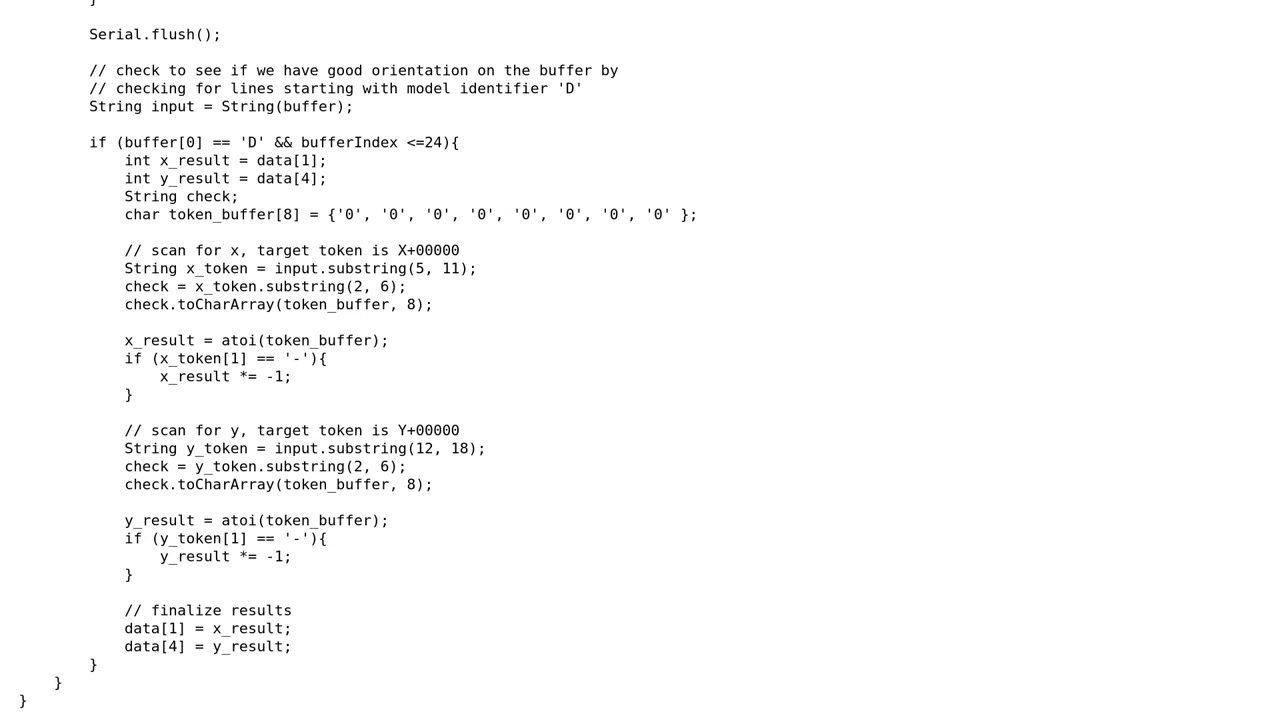 }
Serial.flush();
// check to see if we have good orientation on the buffer by
// checking for lines starting with model identifier 'D'
String input = String(buffer);
if (buffer[0] == 'D' && bufferIndex <=24){
int x_result = data[1];
int y_result = data[4];
String check;
char token_buffer[8] = {'0', '0', '0', '0', '0', '0', '0', '0' };
// scan for x, target token is X+00000
String x_token = input.substring(5, 11);
check = x_token.substring(2, 6);
check.toCharArray(token_buffer, 8);
x_result = atoi(token_buffer);
if (x_token[1] == '-'){
x_result *= -1;
}
// scan for y, target token is Y+00000
String y_token = input.substring(12, 18);
check = y_token.substring(2, 6);
check.toCharArray(token_buffer, 8);
y_result = atoi(token_buffer);
if (y_token[1] == '-'){
y_result *= -1;
}
// finalize results
data[1] = x_result;
data[4] = y_result;
}
}
}